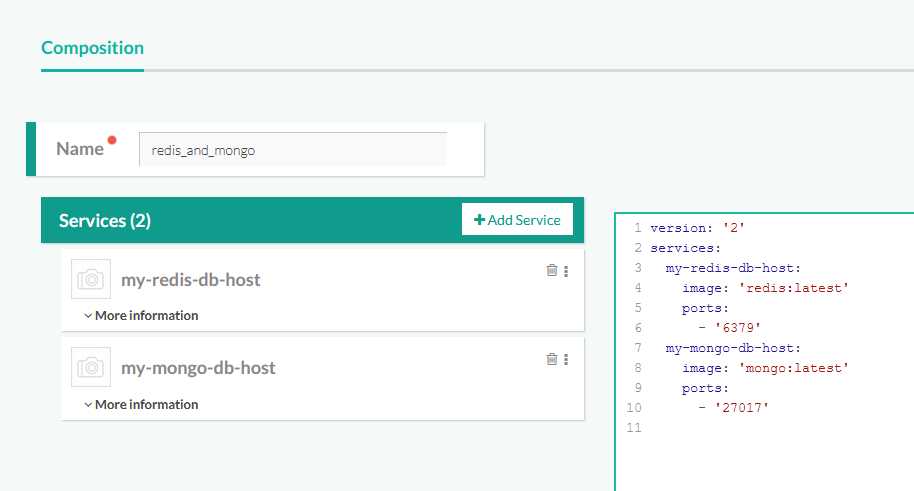 Composition
Name
redis_and_mongo
Services (2)
Add Service
my-redis-db-host
More information
my-mongo-db-host
More information
1 version: '2'
2 services:
3   my-redis-db-host:
4     image: 'redis:latest'
5     ports:
6       - '6379'
7   my-mongo-db-host:
8     image: 'mongo:latest'
9     ports:
10       - '27017'
11